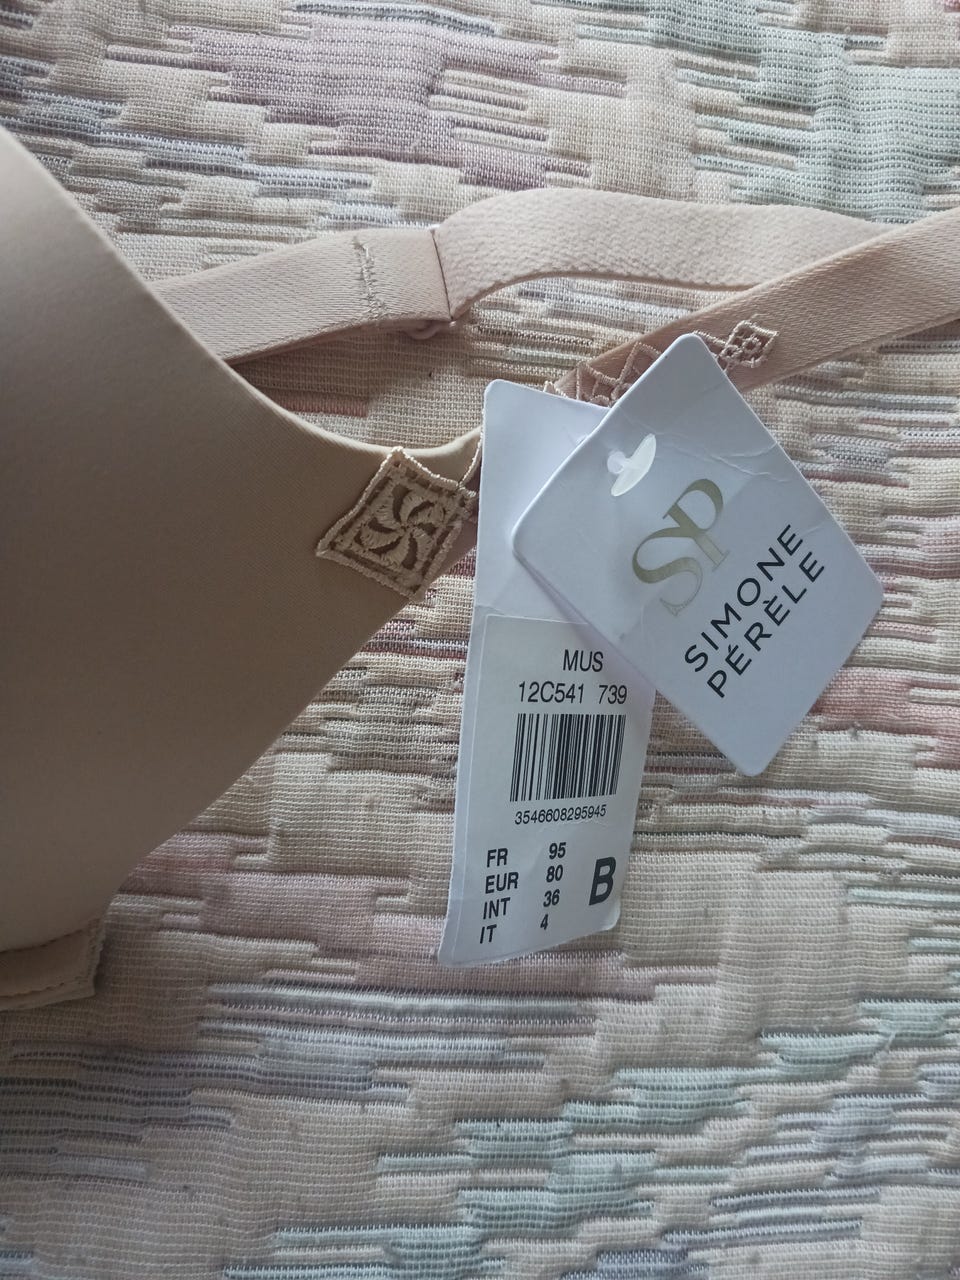 SP
SIMONE
PÉRÈLE
MUS
12C541 739
3546608295945
FR 95
EUR 80
INT 36
IT 4
B